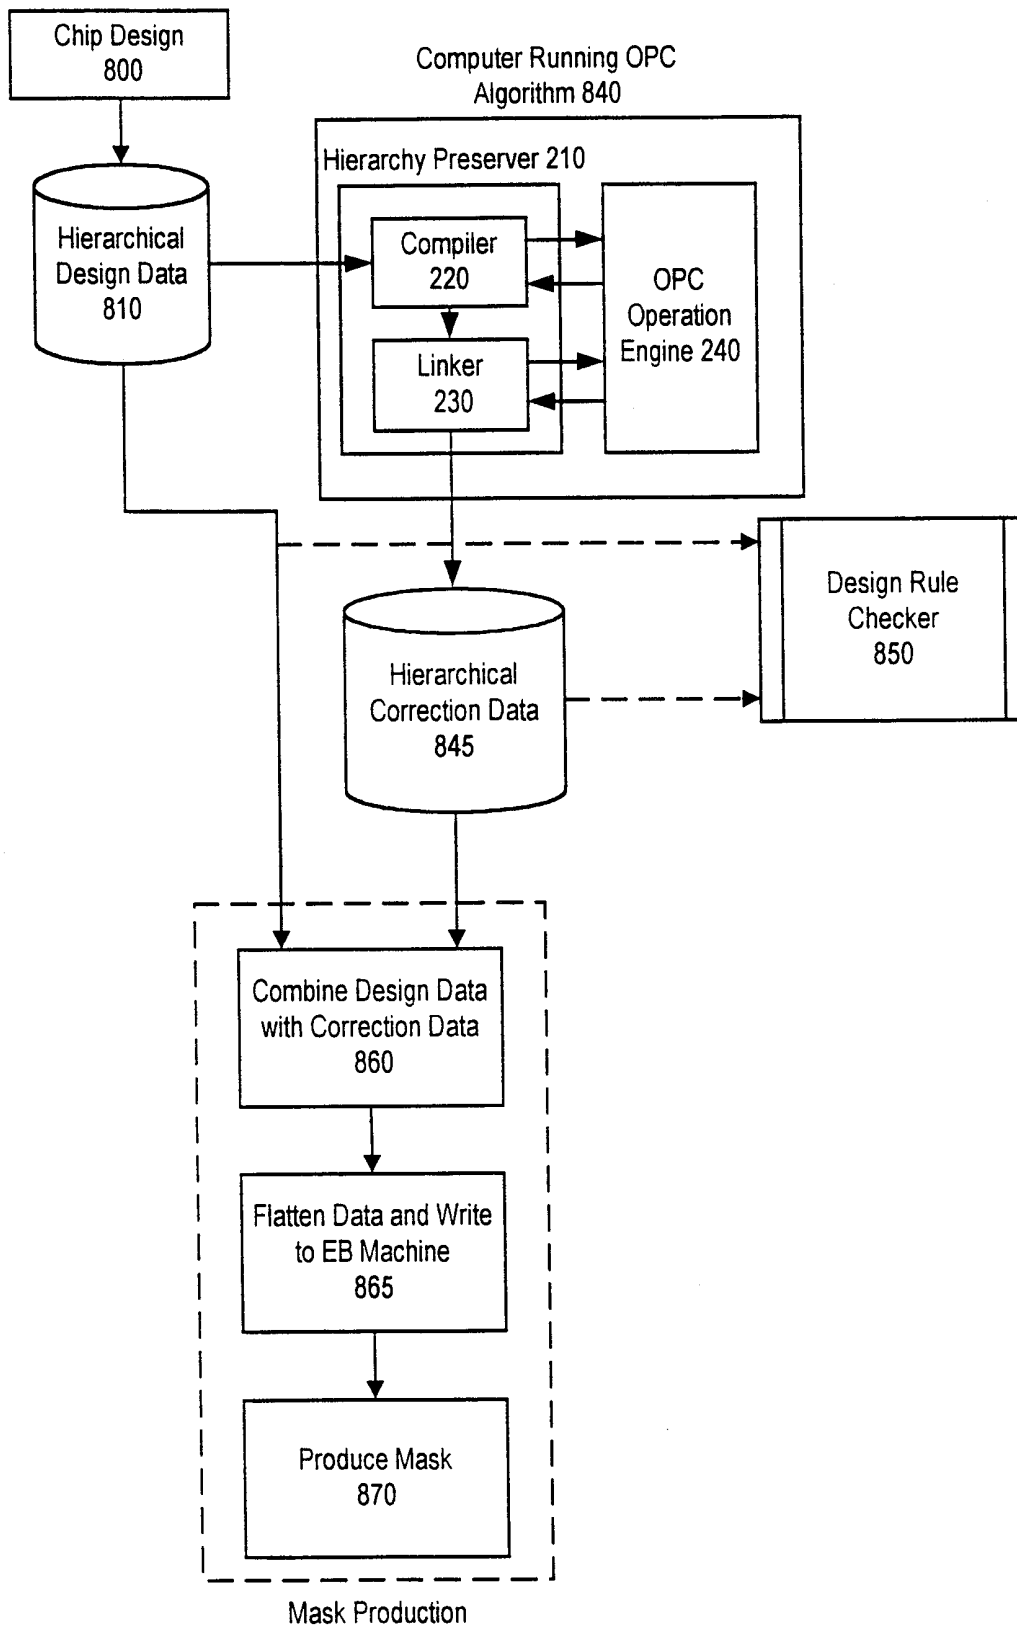 Chip Design
800
Computer Running OPC
Algorithm 840
Hierarchy Preserver 210
Hierarchical
Design Data
810
Compiler
220
OPC
Operation
Engine 240
Linker
230
Design Rule
Checker
850
Hierarchical
Correction Data
845
Combine Design Data
with Correction Data
860
Flatten Data and Write
to EB Machine
865
Produce Mask
870
Mask Production